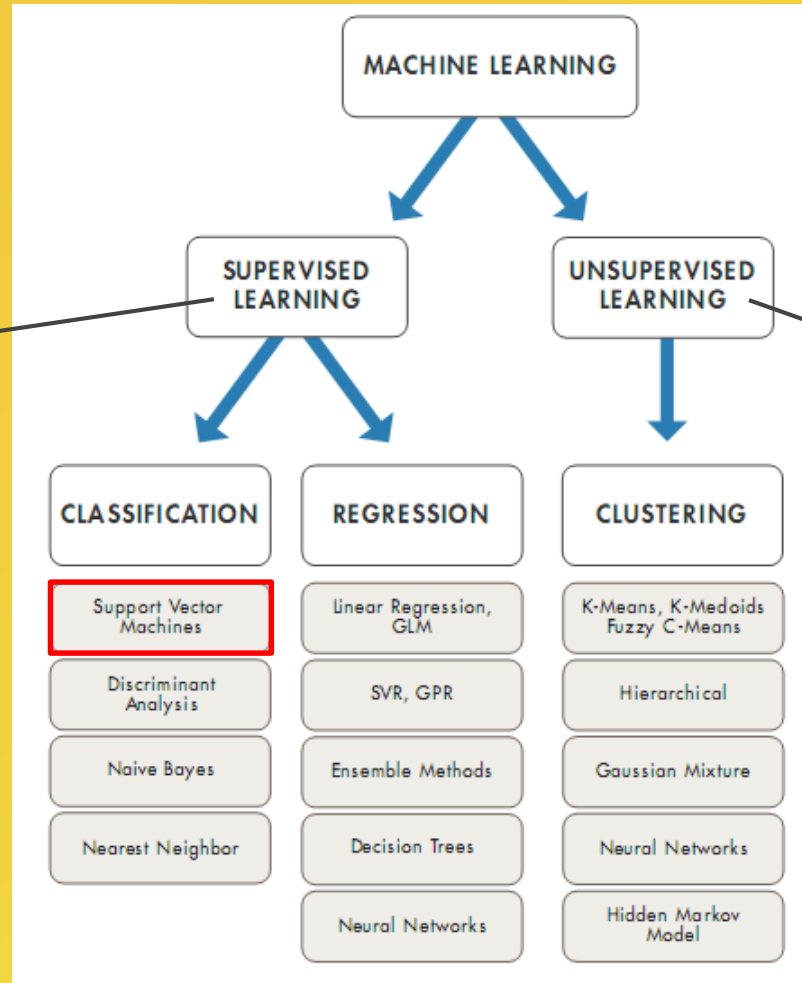 MACHINE LEARNING
SUPERVISED
LEARNING
UNSUPERVISED
LEARNING
CLASSIFICATION
Support Vector
Machines
Discriminant
Analysis
Naive Bayes
Nearest Neighbor
REGRESSION
Linear Regression,
GLM
SVR, GPR
Ensemble Methods
Decision Trees
Neural Networks
CLUSTERING
K-Means, K-Medoids
Fuzzy C-Means
Hierarchical
Gaussian Mixture
Neural Networks
Hidden Markov
Model